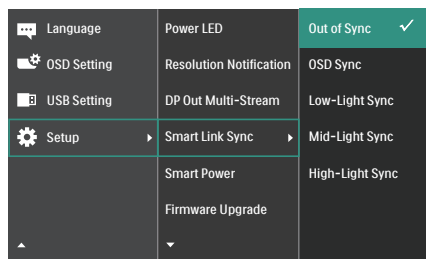 Language
OSD Setting
USB Setting
Setup
Power LED
Resolution Notification
DP Out Multi-Stream
Smart Link Sync
Smart Power
Firmware Upgrade
Out of Sync
OSD Sync
Low-Light Sync
Mid-Light Sync
High-Light Sync